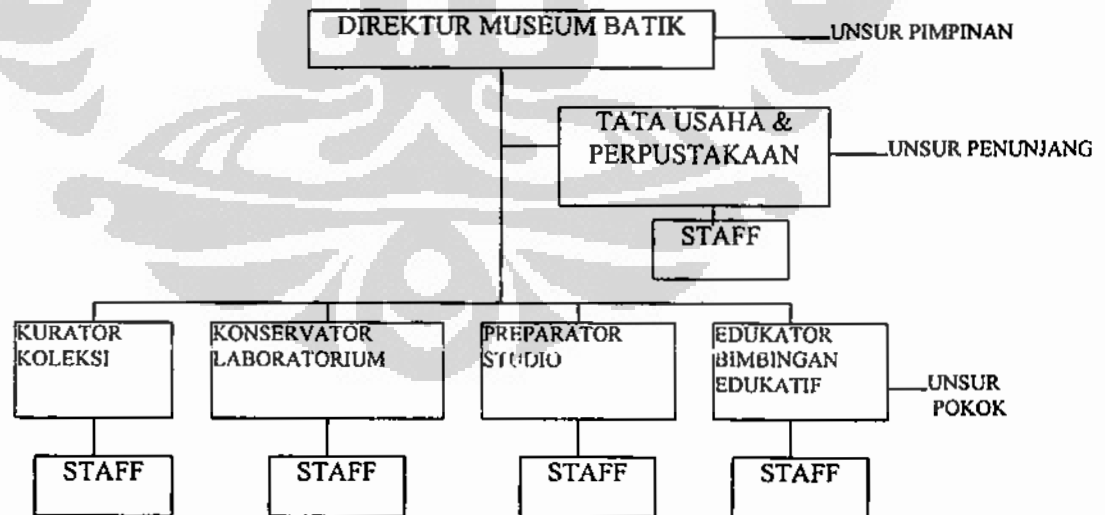 DIREKTUR MUSEUM BATIK
UNSUR PIMPINAN
TATA USAHA &
PERPUSTAKAAN
UNSUR PENUNJANG
STAFF
KURATOR
KOLEKSI
KONSERVATOR
LABORATORIUM
PREPARATOR
STUDIO
EDUKATOR
BIMBINGAN
EDUKATIF
UNSUR
POKOK
STAFF
STAFF
STAFF
STAFF